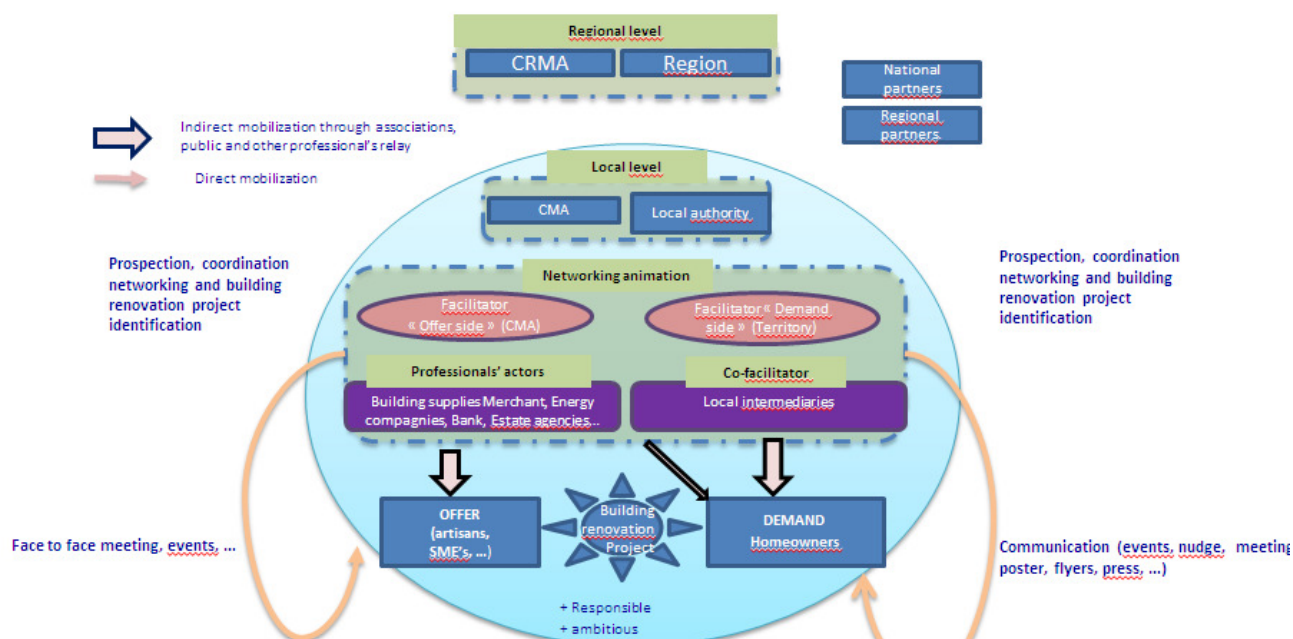 Regional level
CRMA
Region
National
partners
Regional
partners.
Indirect mobilization through associations,
public and other professional's relay
Direct mobilization
Local level
CMA
Local authority
Prospection, coordination
networking and building
renovation project
identification
Networking animation
Prospection, coordination
networking and building
renovation project
identification
Facilitator
« Offer side » (CMA)
Facilitator « Demand
side » (Territory)
Professionals' actors
Co-facilitator
Building supplies Merchant, Energy
compagnies, Bank, Estate agencies...
Local intermediaries
OFFER
(artisans,
SME's, ...)
Building
renovation
Project
DEMAND
Homeowners
Face to face meeting, events, ...
Communication (events, nudge, meeting
poster, flyers, press, ...)
+ Responsible
+ ambitious